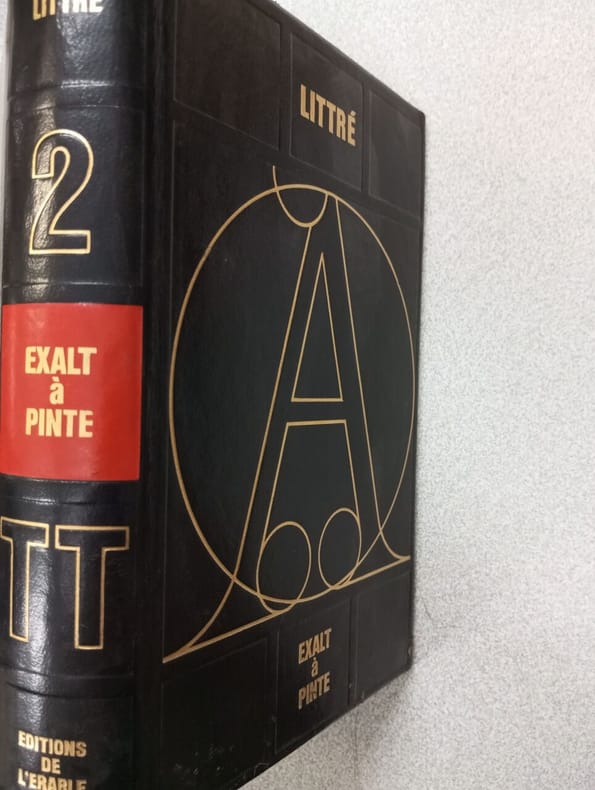 LITTRÉ
2
EXALT
à
PINTE
TT
EDITIONS
DE
L'ERABLE
LITTRÉ
A
EXALT
à
PINTE